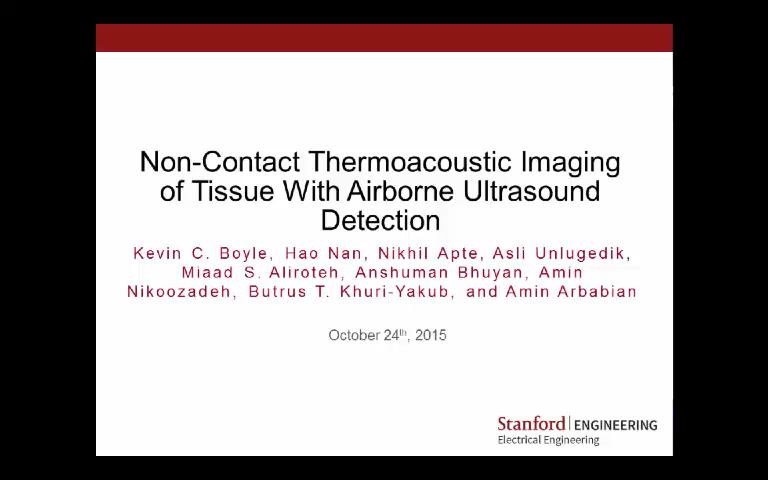 Non-Contact Thermoacoustic Imaging
of Tissue With Airborne Ultrasound
Detection
Kevin C. Boyle, Hao Nan, Nikhil Apte, Asli Unlugedik,
Miaad S. Aliroteh, Anshuman Bhuyan, Amin
Nikoozadeh, Butrus T. Khuri-Yakub, and Amin Arbabian
October 24th, 2015
Stanford | ENGINEERING
Electrical Engineering